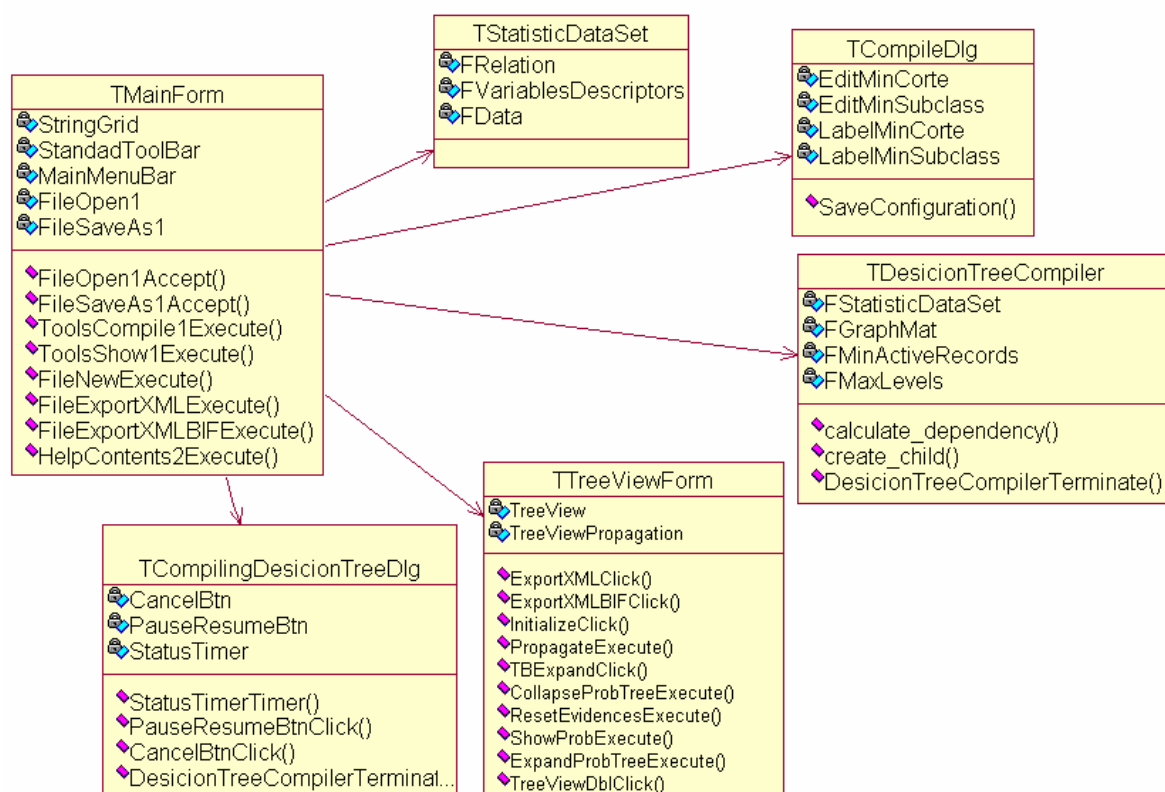 TMainForm
StringGrid
StandadToolBar
MainMenuBar
FileOpen1
FileSaveAs1
FileOpen1Accept()
FileSaveAs1Accept()
ToolsCompile1Execute()
ToolsShow1Execute()
FileNewExecute()
FileExportXMLExecute()
FileExportXMLBIFExecute()
HelpContents2Execute()
TStatisticDataSet
FRelation
FVariablesDescriptors
FData
TCompileDlg
EditMinCorte
EditMinSubclass
LabelMinCorte
LabelMinSubclass
SaveConfiguration()
TDesicionTreeCompiler
FStatisticDataSet
FGraphMat
FMinActiveRecords
FMaxLevels
calculate_dependency()
create_child()
DesicionTreeCompilerTerminate()
TCompilingDesicionTreeDlg
CancelBtn
PauseResumeBtn
StatusTimer
StatusTimerTimer()
PauseResumeBtnClick()
CancelBtnClick()
DesicionTreeCompilerTerminat...
TTreeViewForm
TreeView
TreeViewPropagation
ExportXMLClick()
ExportXMLBIFClick()
InitializeClick()
PropagateExecute()
TBExpandClick()
CollapseProbTreeExecute()
ResetEvidencesExecute()
ShowProbExecute()
ExpandProbTreeExecute()
TreeViewDblClick()